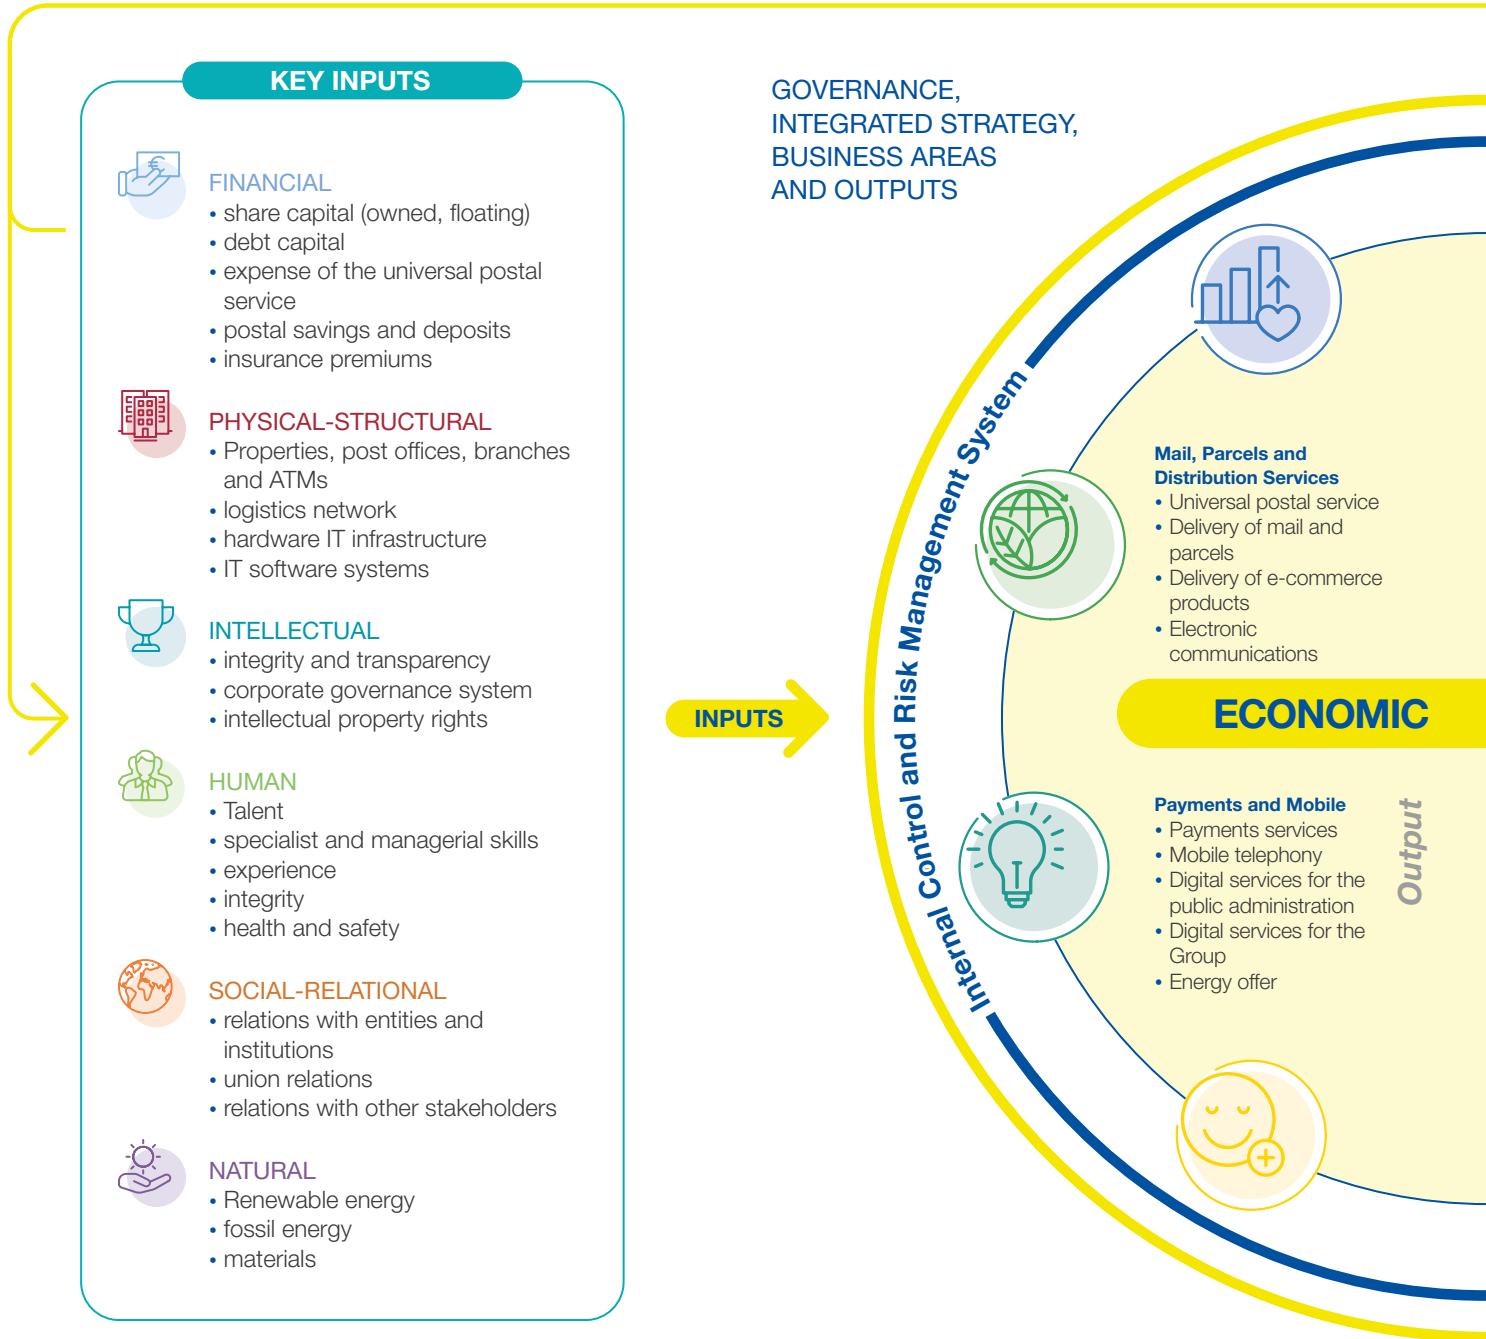 KEY INPUTS
FINANCIAL
• share capital (owned, floating)
• debt capital
• expense of the universal postal
service
• postal savings and deposits
• insurance premiums
PHYSICAL-STRUCTURAL
• Properties, post offices, branches
and ATMs
• logistics network
• hardware IT infrastructure
• IT software systems
INTELLECTUAL
• integrity and transparency
• corporate governance system
• intellectual property rights
HUMAN
• Talent
• specialist and managerial skills
• experience
• integrity
• health and safety
SOCIAL-RELATIONAL
• relations with entities and
institutions
• union relations
• relations with other stakeholders
NATURAL
• Renewable energy
• fossil energy
• materials
INPUTS
GOVERNANCE,
INTEGRATED STRATEGY,
BUSINESS AREAS
AND OUTPUTS
Internal Control and Risk Management System
Mail, Parcels and
Distribution Services
• Universal postal service
• Delivery of mail and
parcels
• Delivery of e-commerce
products
• Electronic
communications
ECONOMIC
Payments and Mobile
• Payments services
• Mobile telephony
• Digital services for the
public administration
• Digital services for the
Group
• Energy offer
Output